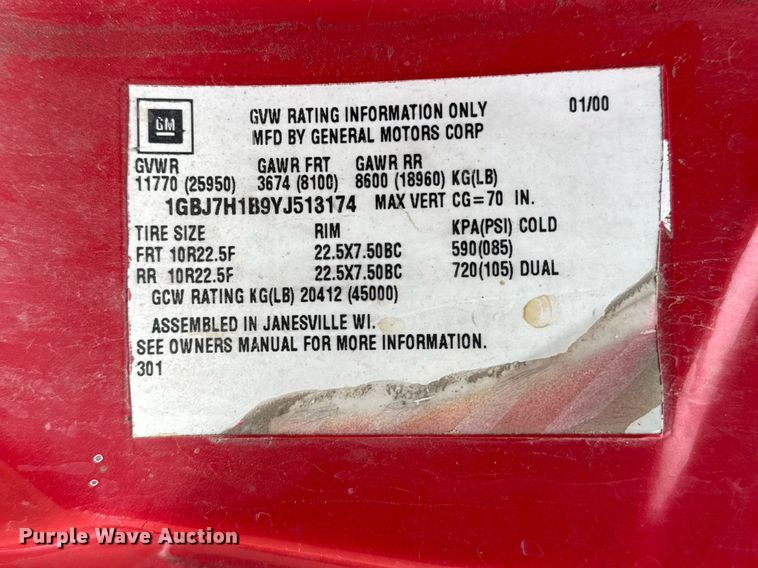 GM
GVW RATING INFORMATION ONLY 01/00
MFD BY GENERAL MOTORS CORP
GVWR GAWR FRT GAWR RR
11770 (25950) 3674 (8100) 8600 (18960) KG(LB)
1GBJ7H1B9YJ513174 MAX VERT CG=70 IN.
TIRE SIZE RIM KPA(PSI) COLD
FRT 10R22.5F 22.5X7.50BC 590(085)
RR 10R22.5F 22.5X7.50BC 720(105) DUAL
GCW RATING KG(LB) 20412 (45000)
ASSEMBLED IN JANESVILLE WI.
SEE OWNERS MANUAL FOR MORE INFORMATION.
301
Purple Wave Auction